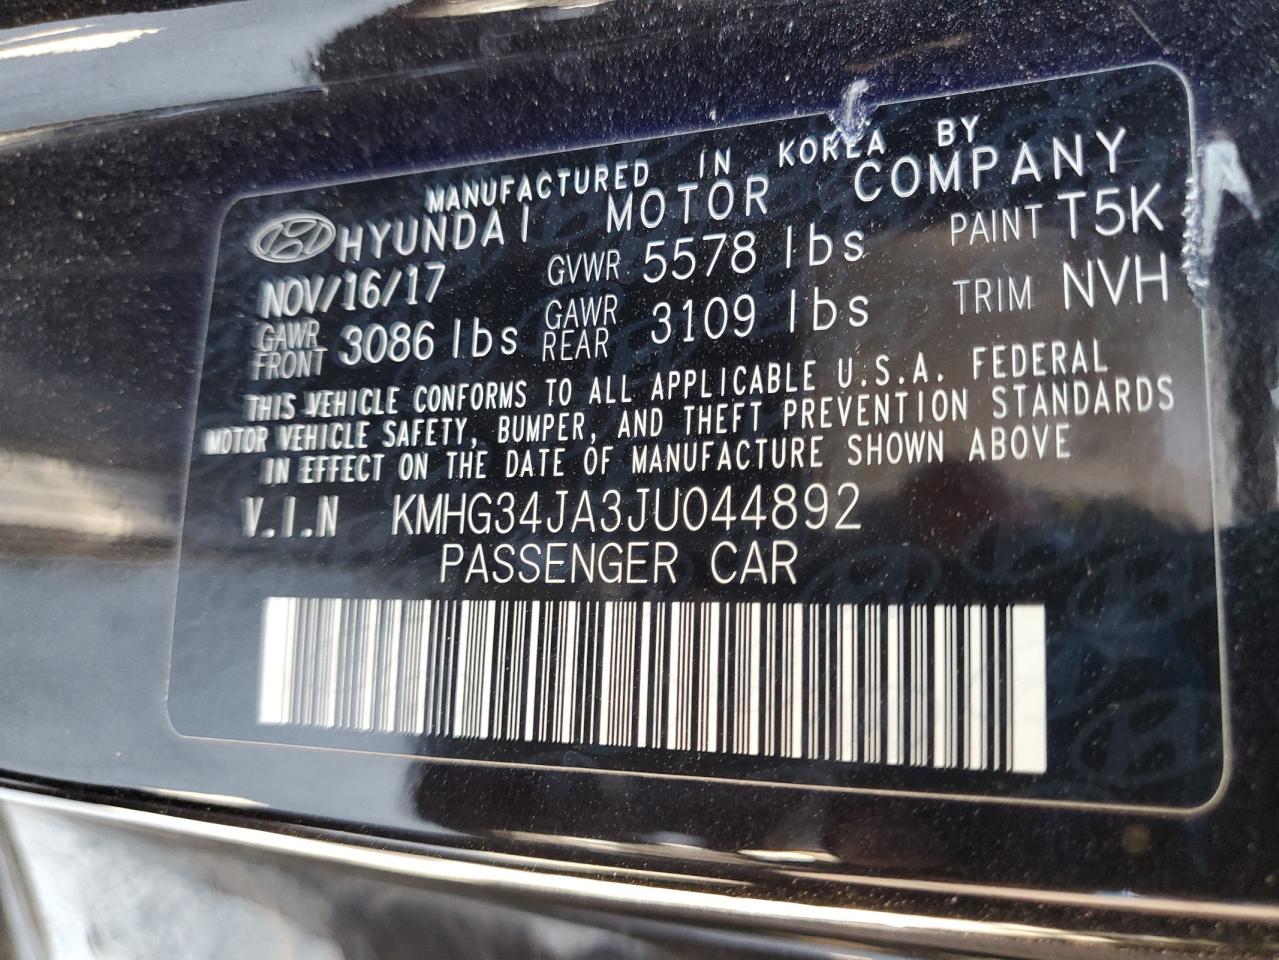 MANUFACTURED IN KOREA BY
HYUNDAI MOTOR COMPANY
NOV/16/17 GVWR 5578 lbs PAINT T5K
GAWR FRONT 3086 lbs GAWR REAR 3109 lbs TRIM NVH
THIS VEHICLE CONFORMS TO ALL APPLICABLE U.S.A. FEDERAL
MOTOR VEHICLE SAFETY, BUMPER, AND THEFT PREVENTION STANDARDS
IN EFFECT ON THE DATE OF MANUFACTURE SHOWN ABOVE
V.I.N KMHG34JA3JU044892
PASSENGER CAR